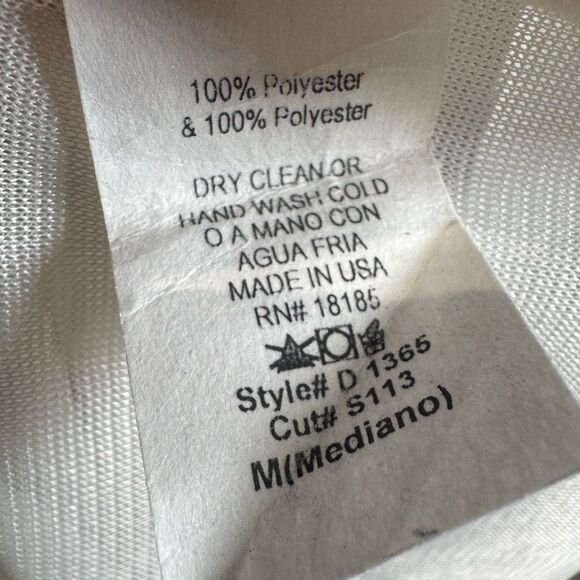 100% Polyester
& 100% Polyester
DRY CLEAN OR
HAND WASH COLD
O A MANO CON
AGUA FRIA
MADE IN USA
RN# 18185
Style# D 1365
Cut# S113
M(Mediano)